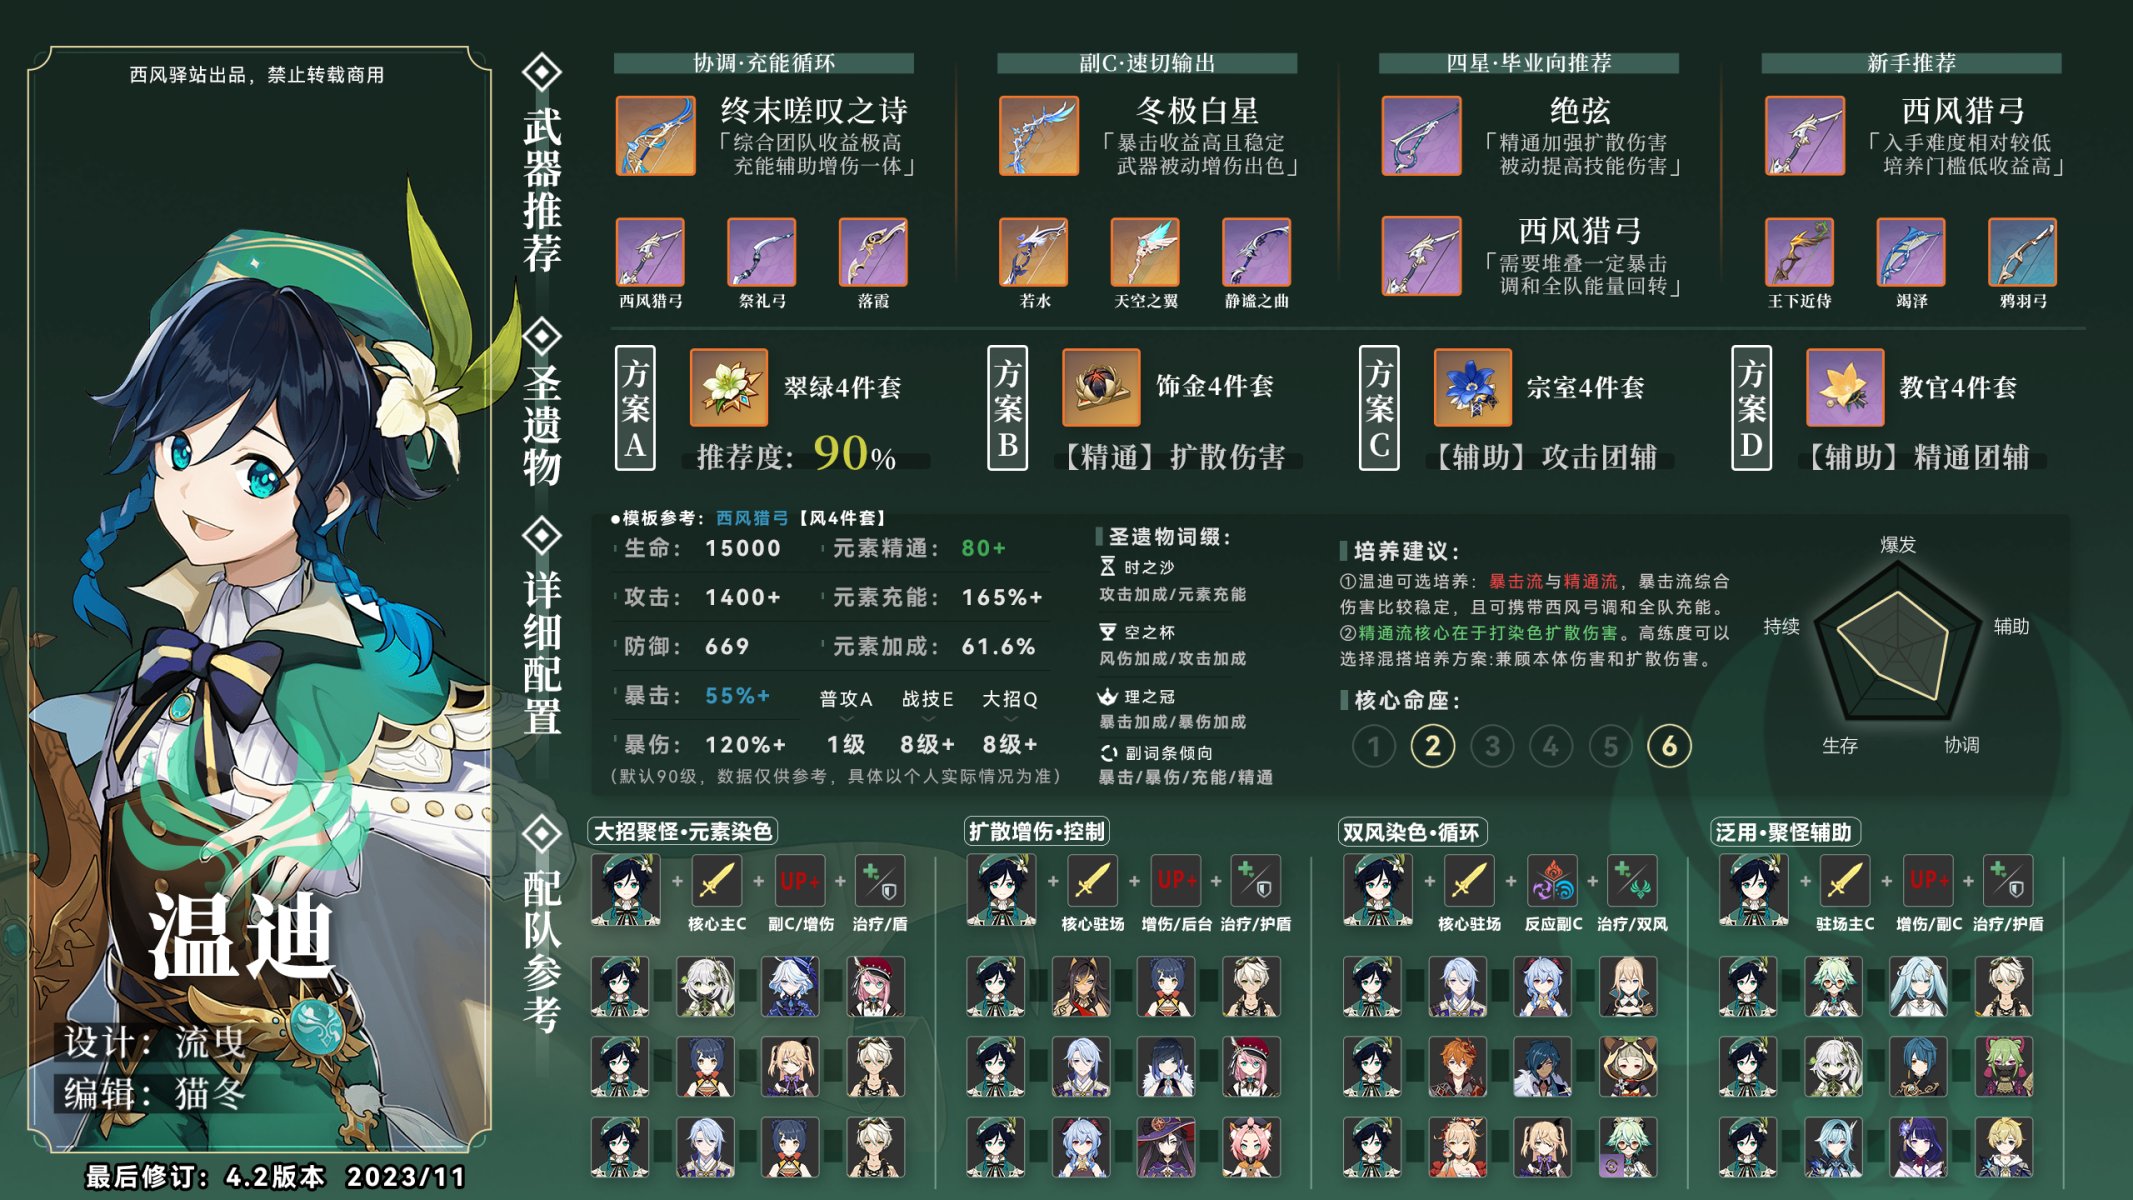 西风驿站出品，禁止转载商用
温迪
设计：流曳
编辑：猫冬
最后修订：4.2版本 2023/11
武器推荐
协调·充能循环
终末嗟叹之诗
「综合团队收益极高
充能辅助增伤一体」
西风猎弓
祭礼弓
落霞
副C·速切输出
冬极白星
「暴击收益高且稳定
武器被动增伤出色」
若水
天空之翼
静谧之曲
四星·毕业向推荐
绝弦
「精通加强扩散伤害
被动提高技能伤害」
西风猎弓
「需要堆叠一定暴击
调和全队能量回转」
新手推荐
西风猎弓
「入手难度相对较低
培养门槛低收益高」
王下近侍
竭泽
鸦羽弓
圣遗物
方案A
翠绿4件套
推荐度：90%
方案B
饰金4件套
【精通】扩散伤害
方案C
宗室4件套
【辅助】攻击团辅
方案D
教官4件套
【辅助】精通团辅
详细配置
●模板参考：西风猎弓【风4件套】
生命：15000
元素精通：80+
攻击：1400+
元素充能：165%+
防御：669
元素加成：61.6%
暴击：55%+
普攻A 战技E 大招Q
暴伤：120%+
1级 8级+ 8级+
(默认90级，数据仅供参考，具体以个人实际情况为准)
圣遗物词缀：
时之沙
攻击加成/元素充能
空之杯
风伤加成/攻击加成
理之冠
暴击加成/暴伤加成
副词条倾向
暴击/暴伤/充能/精通
培养建议：
①温迪可选培养：暴击流与精通流，暴击流综合
伤害比较稳定，且可携带西风弓调和全队充能。
②精通流核心在于打染色扩散伤害。高练度可以
选择混搭培养方案:兼顾本体伤害和扩散伤害。
核心命座：
1 2 3 4 5 6
爆发
辅助
协调
生存
持续
配队参考
大招聚怪·元素染色
+ + UP+ +
核心主C 副C/增伤 治疗/盾
扩散增伤·控制
+ + UP+ +
核心驻场 增伤/后台 治疗/护盾
双风染色·循环
+ + +
核心驻场 反应副C 治疗/双风
泛用·聚怪辅助
+ + UP+ +
驻场主C 增伤/副C 治疗/护盾